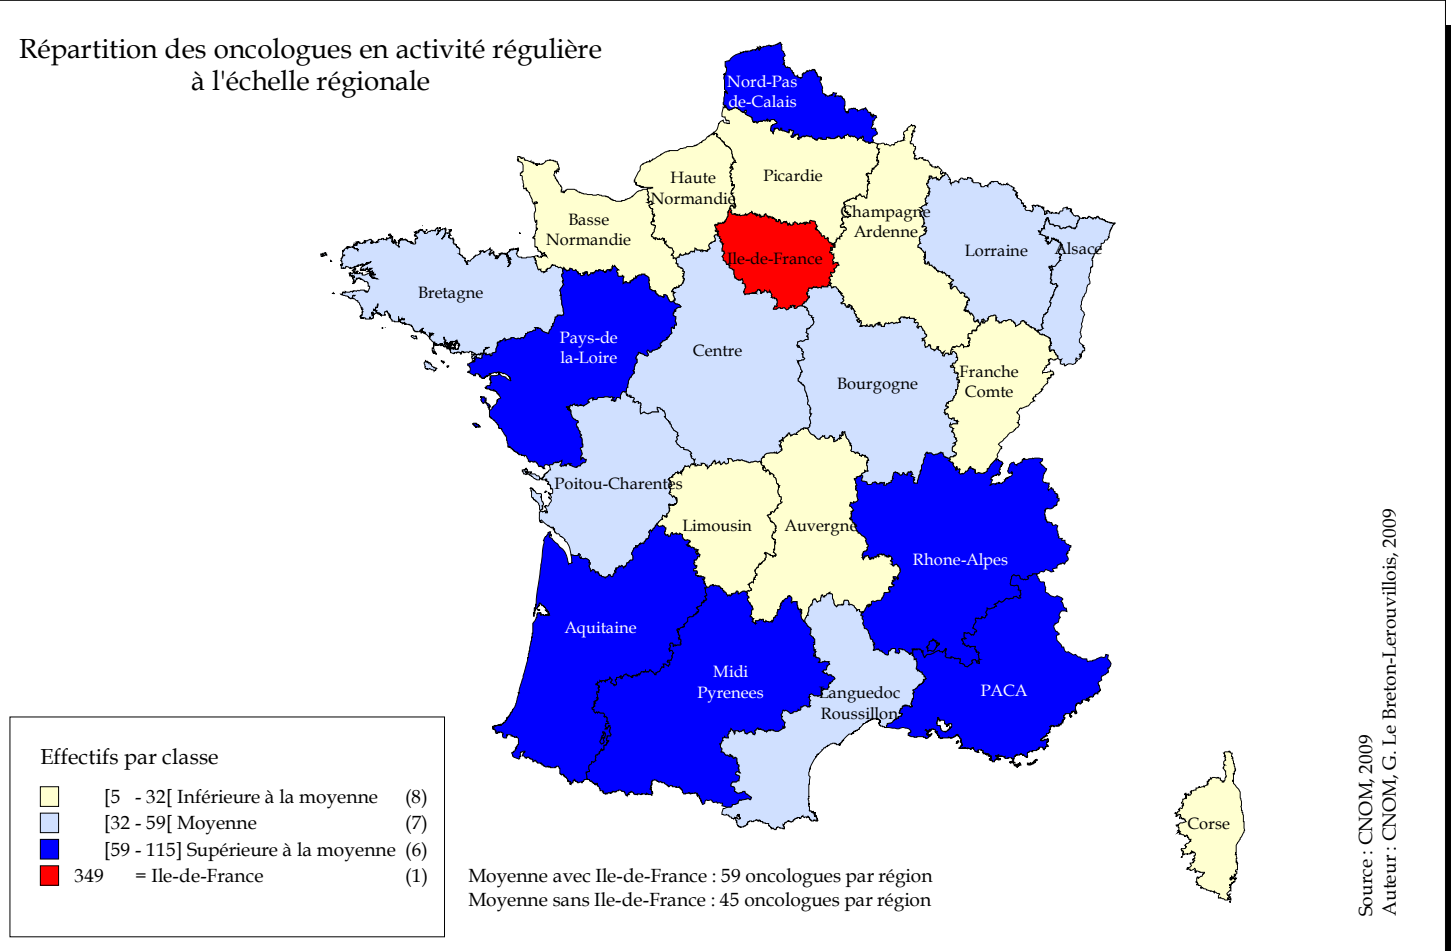 Répartition des oncologues en activité régulière
à l'échelle régionale
Nord-Pas
de-Calais
Picardie
Haute
Normandie
Basse
Normandie
Champagne
Ardenne
Ile-de-France
Lorraine
Alsace
Bretagne
Pays-de
la-Loire
Centre
Bourgogne
Franche
Comte
Poitou-Charentes
Limousin
Auvergne
Rhone-Alpes
Aquitaine
Midi
Pyrenees
Languedoc
Roussillon
PACA
Corse
Effectifs par classe
[5 - 32[ Inférieure à la moyenne (8)
[32 - 59[ Moyenne (7)
[59 - 115] Supérieure à la moyenne (6)
349 = Ile-de-France (1)
Moyenne avec Ile-de-France : 59 oncologues par région
Moyenne sans Ile-de-France : 45 oncologues par région
Source : CNOM, 2009
Auteur : CNOM, G. Le Breton-Lerouvillois, 2009